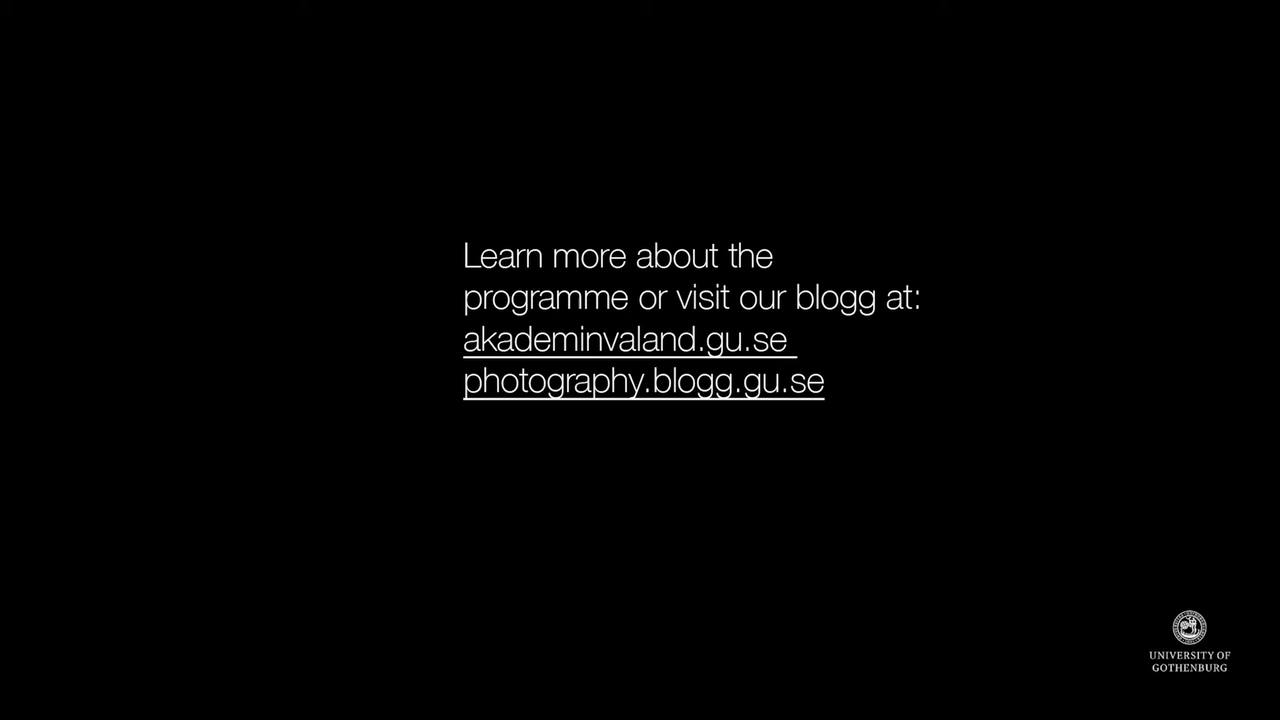 Learn more about the
programme or visit our blogg at:
akademinvaland.gu.se
photography.blogg.gu.se
UNIVERSITY OF
GOTHENBURG